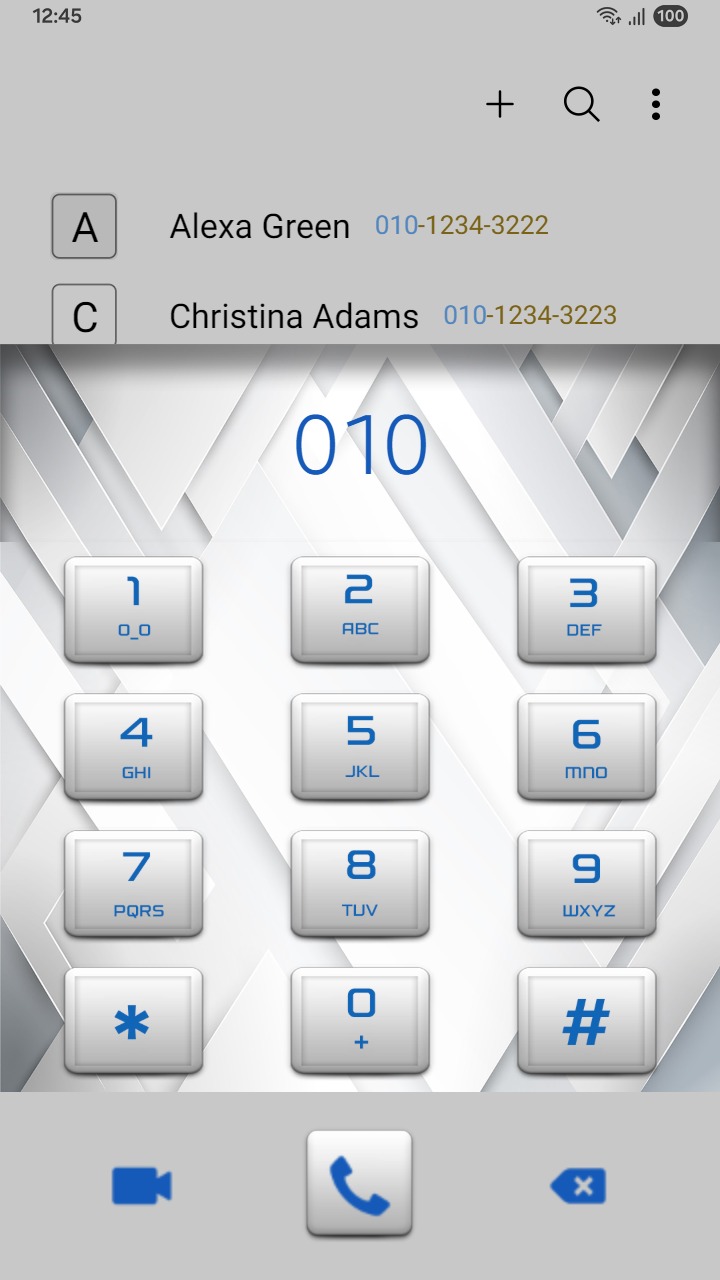 12:45 100
A Alexa Green 010-1234-3222
C Christina Adams 010-1234-3223
010
1 2 3
O_O ABC DEF
4 5 6
GHI JKL MNO
7 8 9
PQRS TUV WXYZ
* 0 #
+